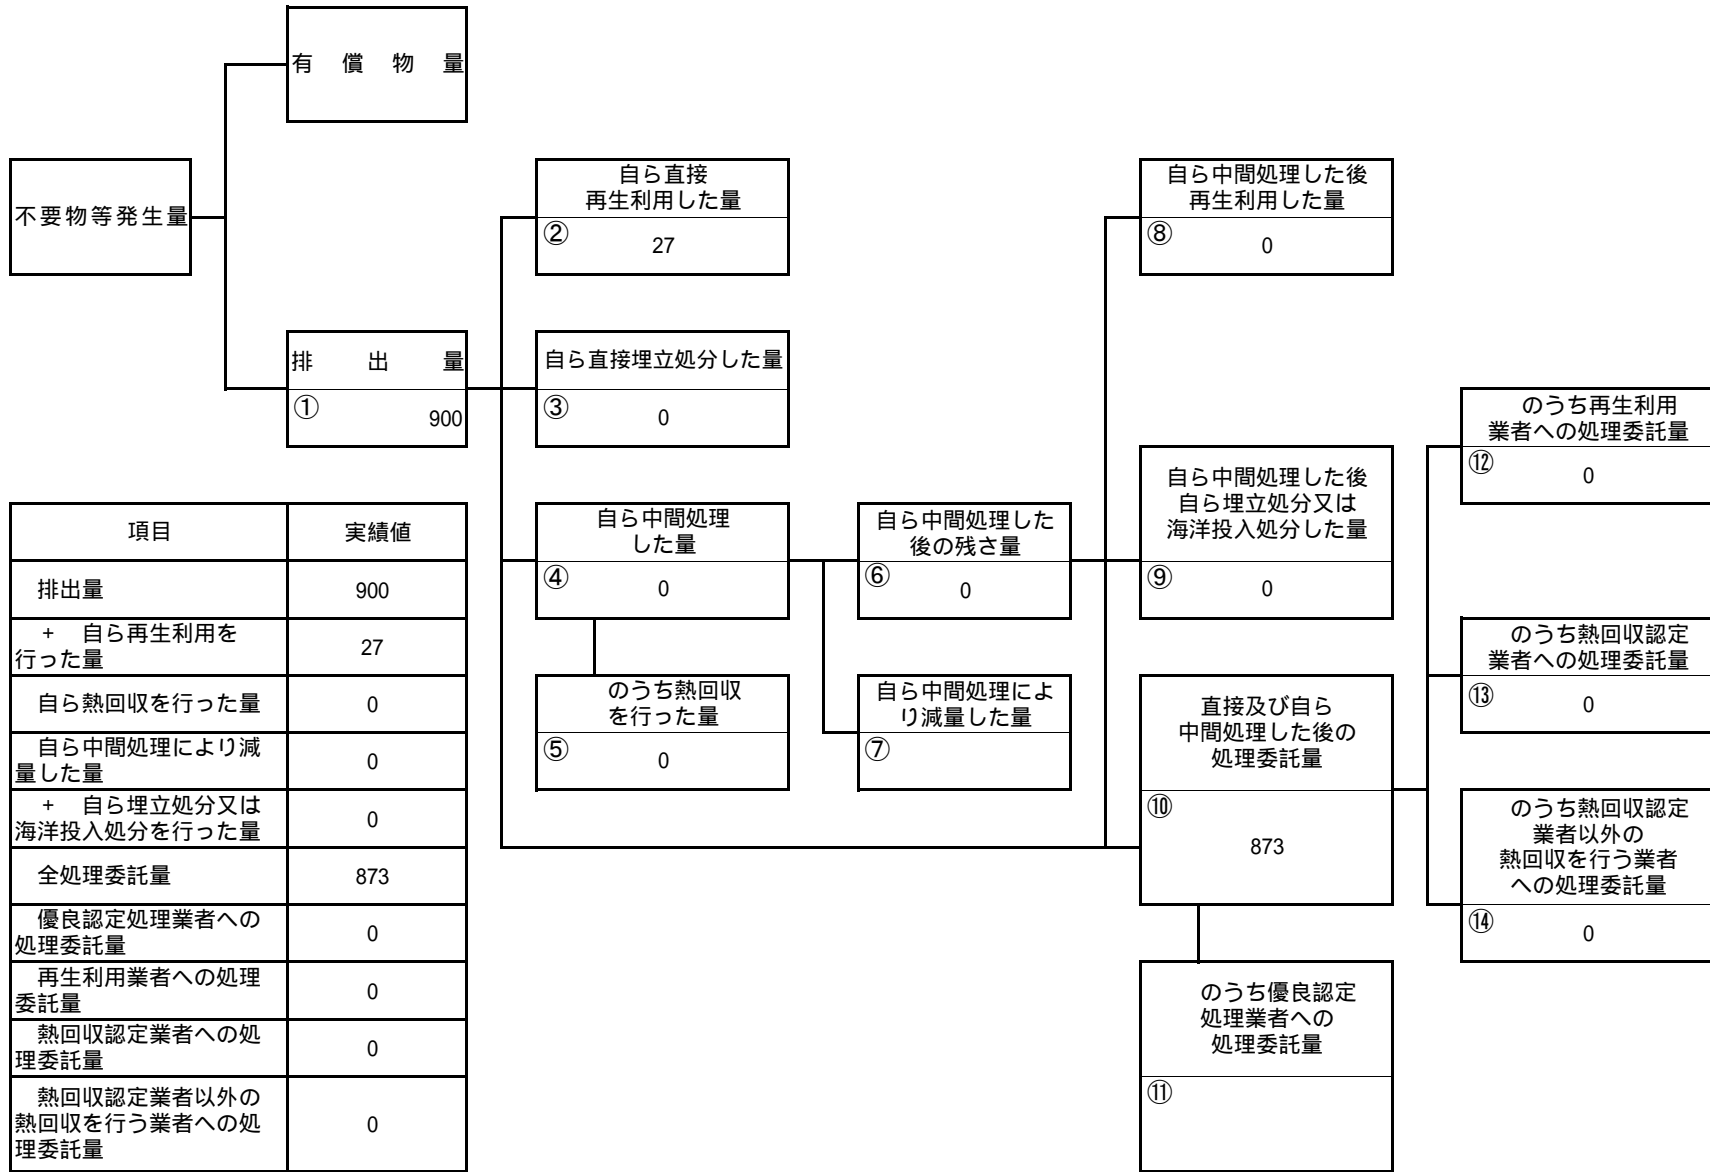 有償物量
不要物等発生量
自ら直接
再生利用した量
② 27
自ら中間処理した後
再生利用した量
⑧ 0
排出量
① 900
自ら直接埋立処分した量
③ 0
のうち再生利用
業者への処理委託量
⑫ 0
自ら中間処理した後
自ら埋立処分又は
海洋投入処分した量
⑨ 0
自ら中間処理
した量
④ 0
自ら中間処理した
後の残さ量
⑥ 0
のうち熱回収認定
業者への処理委託量
⑬ 0
のうち熱回収
を行った量
⑤ 0
自ら中間処理によ
り減量した量
⑦
直接及び自ら
中間処理した後の
処理委託量
⑩ 873
のうち熱回収認定
業者以外の
熱回収を行う業者
への処理委託量
⑭ 0
のうち優良認定
処理業者への
処理委託量
⑪
項目 実績値
排出量 900
+ 自ら再生利用を
行った量 27
自ら熱回収を行った量 0
自ら中間処理により減
量した量 0
+ 自ら埋立処分又は
海洋投入処分を行った量 0
全処理委託量 873
優良認定処理業者への
処理委託量 0
再生利用業者への処理
委託量 0
熱回収認定業者への処
理委託量 0
熱回収認定業者以外の
熱回収を行う業者への処
理委託量 0